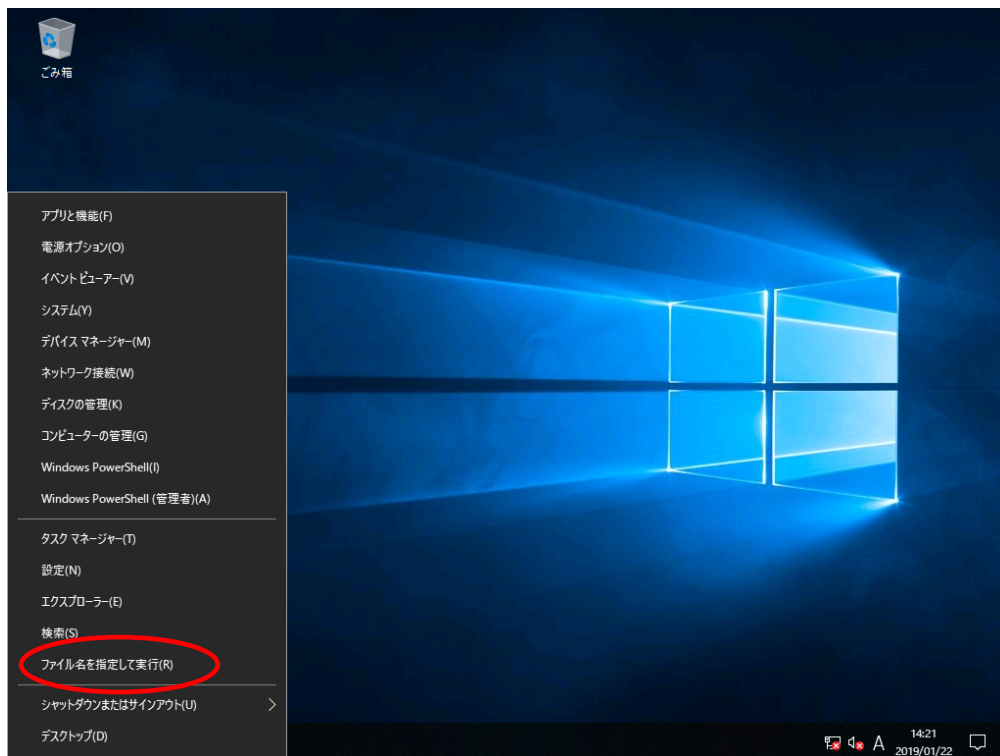 ごみ箱
アプリと機能(F)
電源オプション(O)
イベント ビューアー(V)
システム(Y)
デバイス マネージャー(M)
ネットワーク接続(W)
ディスクの管理(K)
コンピューターの管理(G)
Windows PowerShell(I)
Windows PowerShell (管理者)(A)
タスク マネージャー(T)
設定(N)
エクスプローラー(E)
検索(S)
ファイル名を指定して実行(R)
シャットダウンまたはサインアウト(U)
デスクトップ(D)
A
14:21
2019/01/22